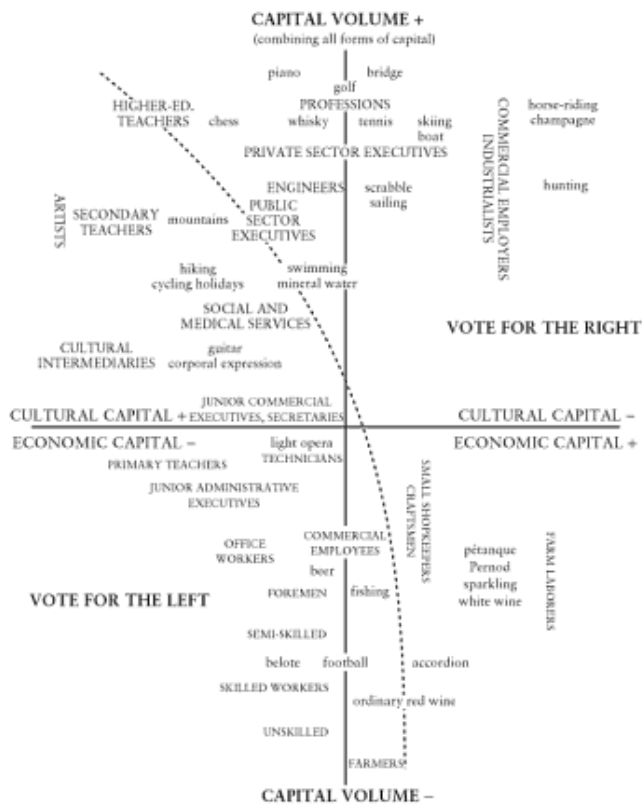 CAPITAL VOLUME +
(combining all forms of capital)
piano
bridge
golf
HIGHER-ED.
TEACHERS
chess
PROFESSIONS
whisky
tennis
skiing
boat
horse-riding
champagne
PRIVATE SECTOR EXECUTIVES
COMMERCIAL EMPLOYERS
INDUSTRIALISTS
ENGINEERS
scrabble
sailing
hunting
ARTISTS
SECONDARY
TEACHERS
mountains
PUBLIC
SECTOR
EXECUTIVES
hiking
cycling holidays
swimming
mineral water
SOCIAL AND
MEDICAL SERVICES
VOTE FOR THE RIGHT
CULTURAL
INTERMEDIARIES
guitar
corporal expression
JUNIOR COMMERCIAL
EXECUTIVES, SECRETARIES
CULTURAL CAPITAL +
CULTURAL CAPITAL –
ECONOMIC CAPITAL –
ECONOMIC CAPITAL +
light opera
TECHNICIANS
PRIMARY TEACHERS
JUNIOR ADMINISTRATIVE
EXECUTIVES
SMALL SHOPKEEPERS
CRAFTSMEN
OFFICE
WORKERS
COMMERCIAL
EMPLOYEES
beer
pétanque
Pernod
sparkling
white wine
FARM LABORERS
VOTE FOR THE LEFT
FOREMEN
fishing
SEMI-SKILLED
belote
football
accordion
SKILLED WORKERS
ordinary red wine
UNSKILLED
FARMERS
CAPITAL VOLUME –